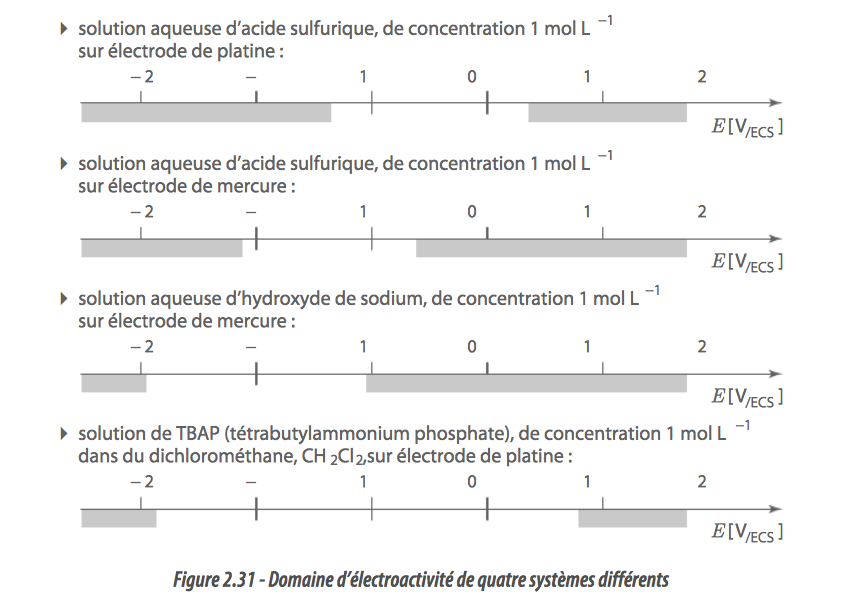 ▶ solution aqueuse d’acide sulfurique, de concentration 1 mol L ⁻¹
sur électrode de platine :
– 2 – 1 0 1 2
E [V/ECS ]
▶ solution aqueuse d’acide sulfurique, de concentration 1 mol L ⁻¹
sur électrode de mercure :
– 2 – 1 0 1 2
E [V/ECS ]
▶ solution aqueuse d’hydroxyde de sodium, de concentration 1 mol L ⁻¹
sur électrode de mercure :
– 2 – 1 0 1 2
E [V/ECS ]
▶ solution de TBAP (tétrabutylammonium phosphate), de concentration 1 mol L ⁻¹
dans du dichlorométhane, CH 2Cl2,sur électrode de platine :
– 2 – 1 0 1 2
E [V/ECS ]
Figure 2.31 - Domaine d’électroactivité de quatre systèmes différents